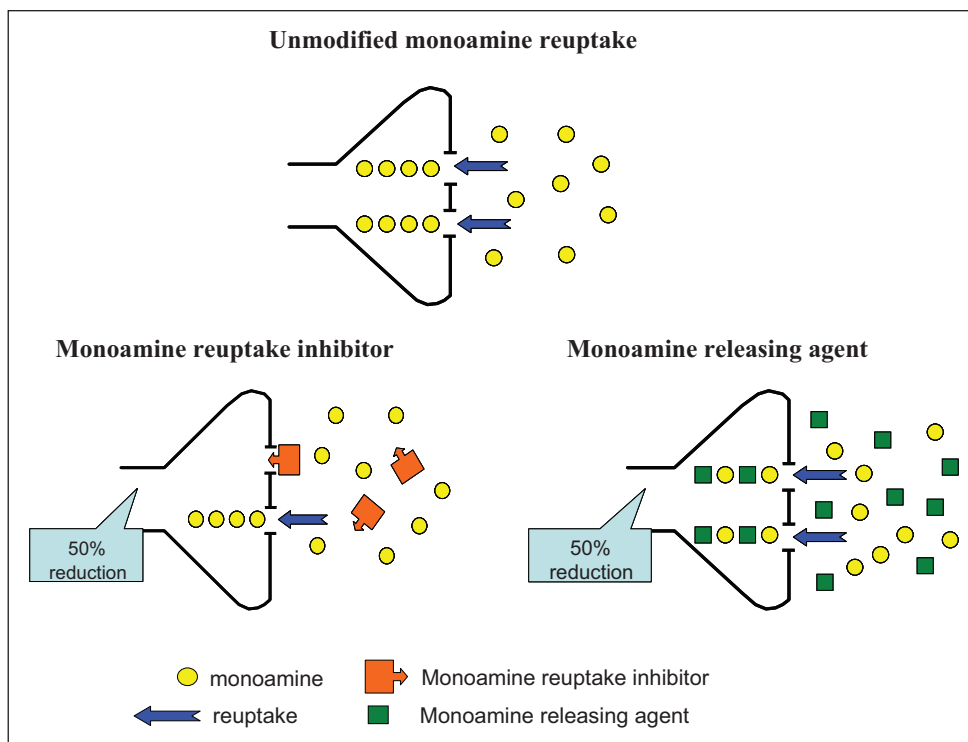 Unmodified monoamine reuptake
Monoamine reuptake inhibitor
Monoamine releasing agent
50%
reduction
50%
reduction
monoamine
Monoamine reuptake inhibitor
reuptake
Monoamine releasing agent